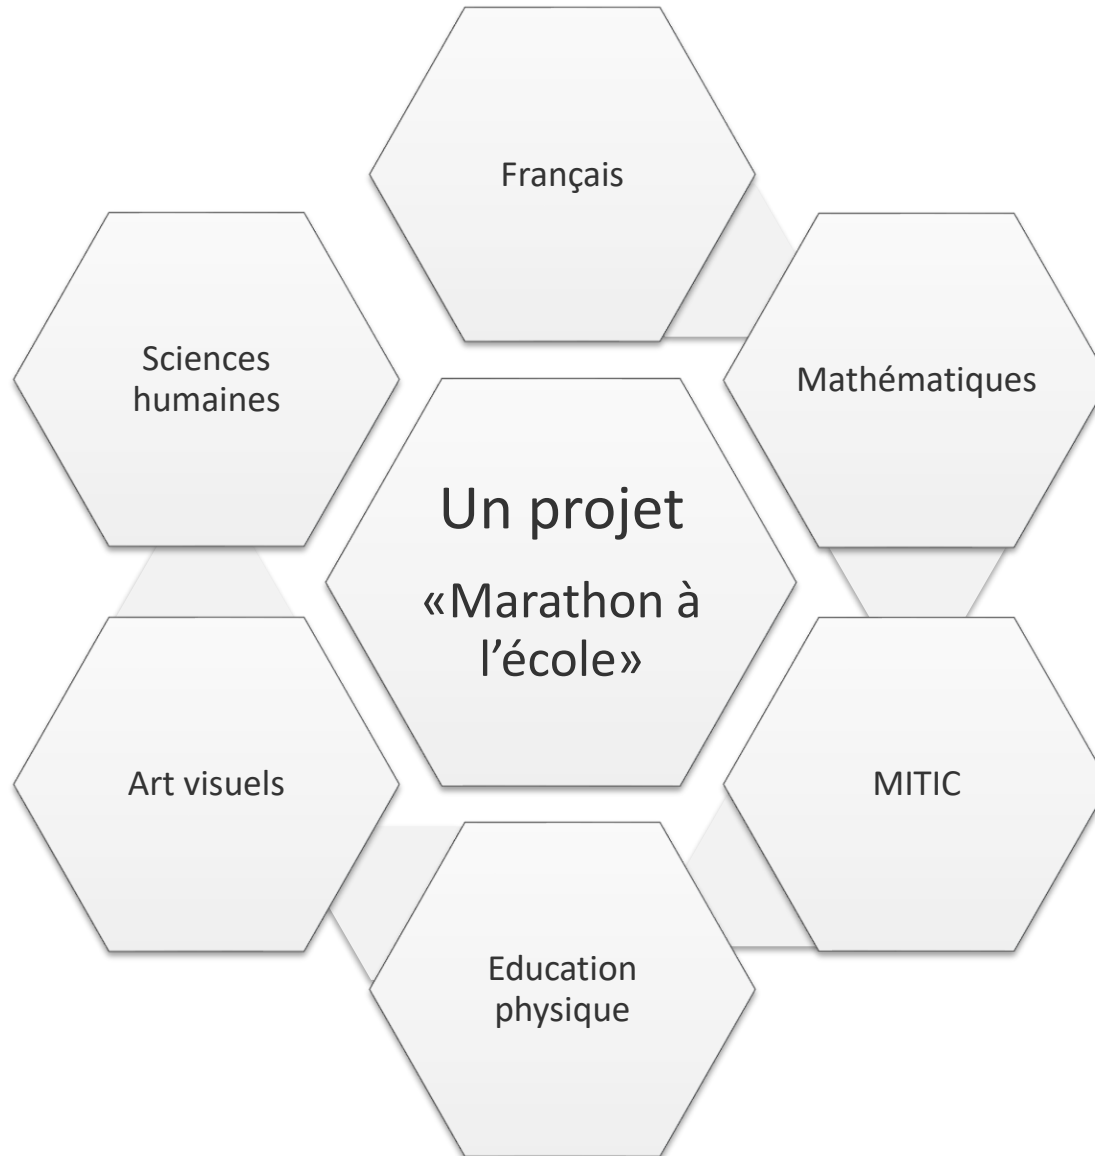 Français
Mathématiques
Sciences
humaines
Un projet
«Marathon à
l’école»
Art visuels
MITIC
Education
physique